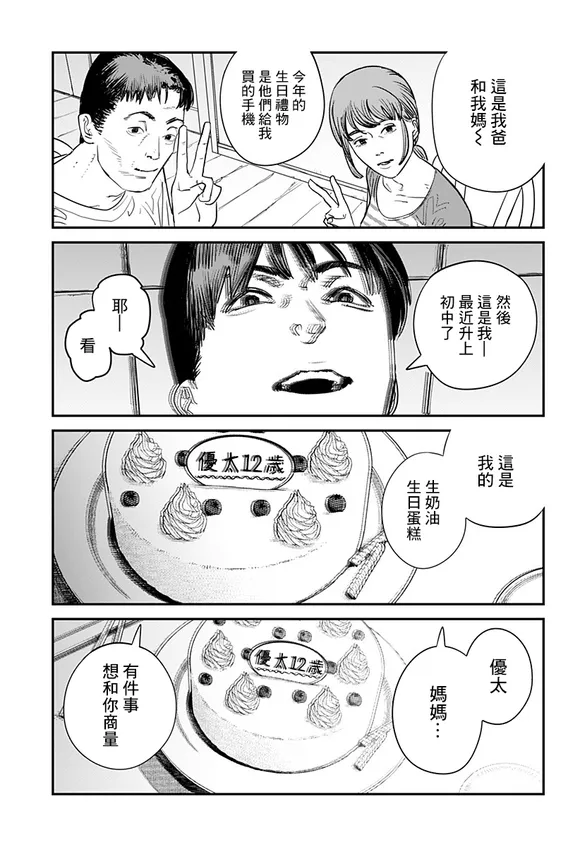 這是我爸
和我媽~
今年的
生日禮物
是他們給我
買的手機
然後
這是我—
最近升上
初中了
耶—
看
這是
我的
生奶油
生日蛋糕
優太12歲
優太
媽媽…
有件事
想和你商量
優太12歲